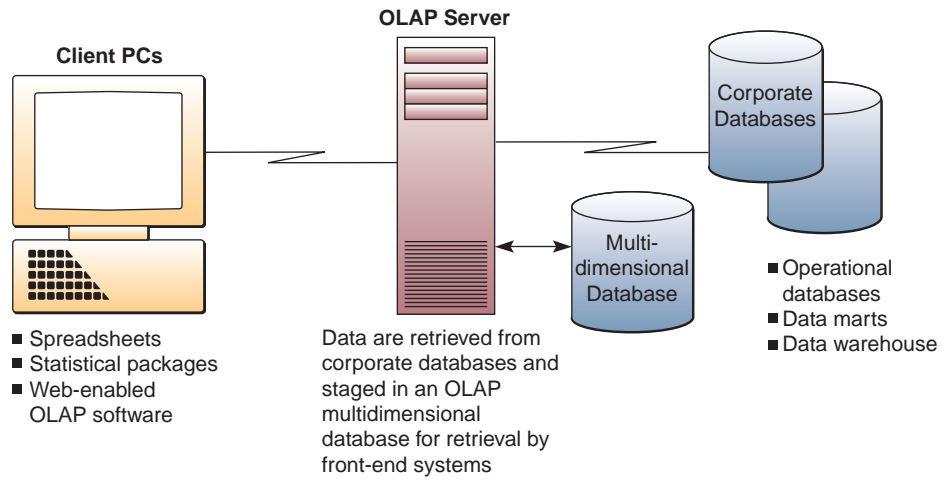 OLAP Server
Client PCs
Corporate
Databases
Multi-
dimensional
Database
■ Spreadsheets
■ Statistical packages
■ Web-enabled
OLAP software
Data are retrieved from
corporate databases and
staged in an OLAP
multidimensional
database for retrieval by
front-end systems
■ Operational
databases
■ Data marts
■ Data warehouse